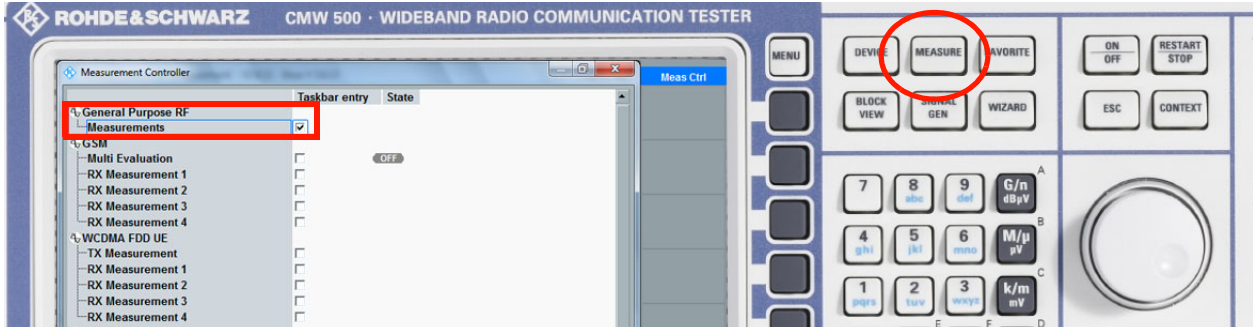 ROHDE&SCHWARZ CMW 500 · WIDEBAND RADIO COMMUNICATION TESTER
Measurement Controller
Meas Ctrl
Taskbar entry State
General Purpose RF
Measurements
GSM
Multi Evaluation OFF
RX Measurement 1
RX Measurement 2
RX Measurement 3
RX Measurement 4
WCDMA FDD UE
TX Measurement
RX Measurement 1
RX Measurement 2
RX Measurement 3
RX Measurement 4
MENU
DEVICE MEASURE FAVORITE
BLOCK VIEW SIGNAL GEN WIZARD
ON OFF RESTART STOP
ESC CONTEXT
7 8 abc 9 def G/n dBµV A
4 ghi 5 jkl 6 mno M/µ µV B
1 pqrs 2 tuv 3 wxyz k/m mV C
E F D